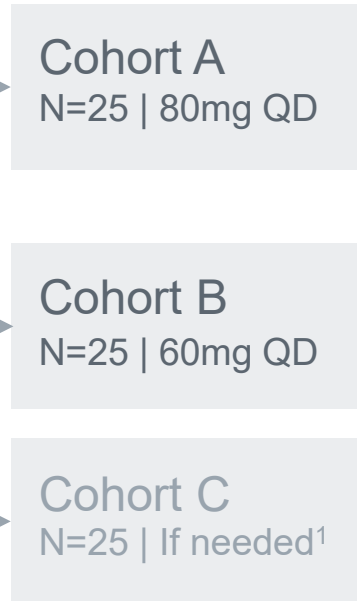 Cohort A
N=25 | 80mg QD
Cohort B
N=25 | 60mg QD
Cohort C
N=25 | If needed¹